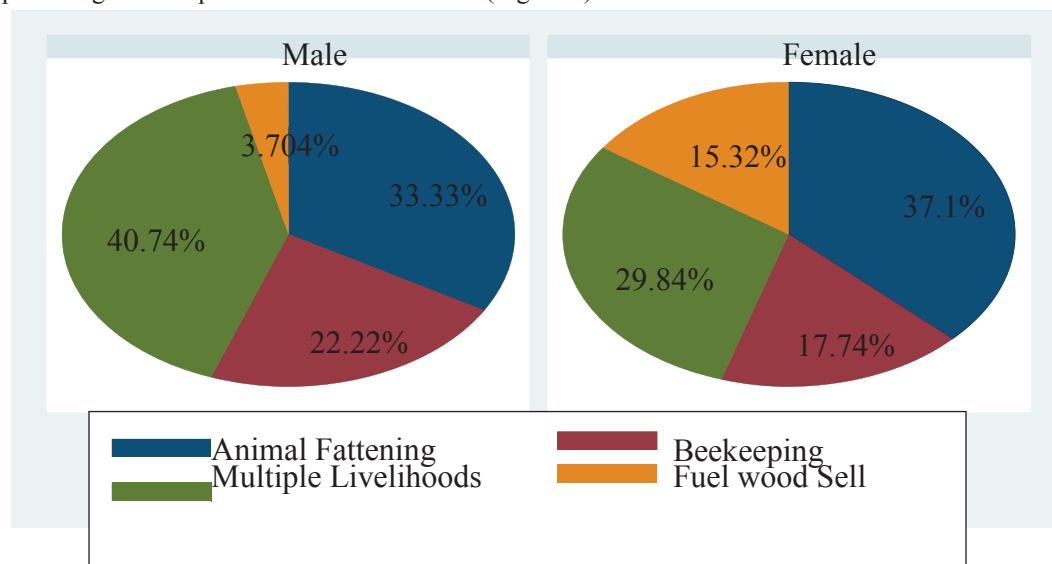 Male
Female
3.704%
33.33%
40.74%
22.22%
15.32%
37.1%
29.84%
17.74%
Animal Fattening
Beekeeping
Multiple Livelihoods
Fuel wood Sell